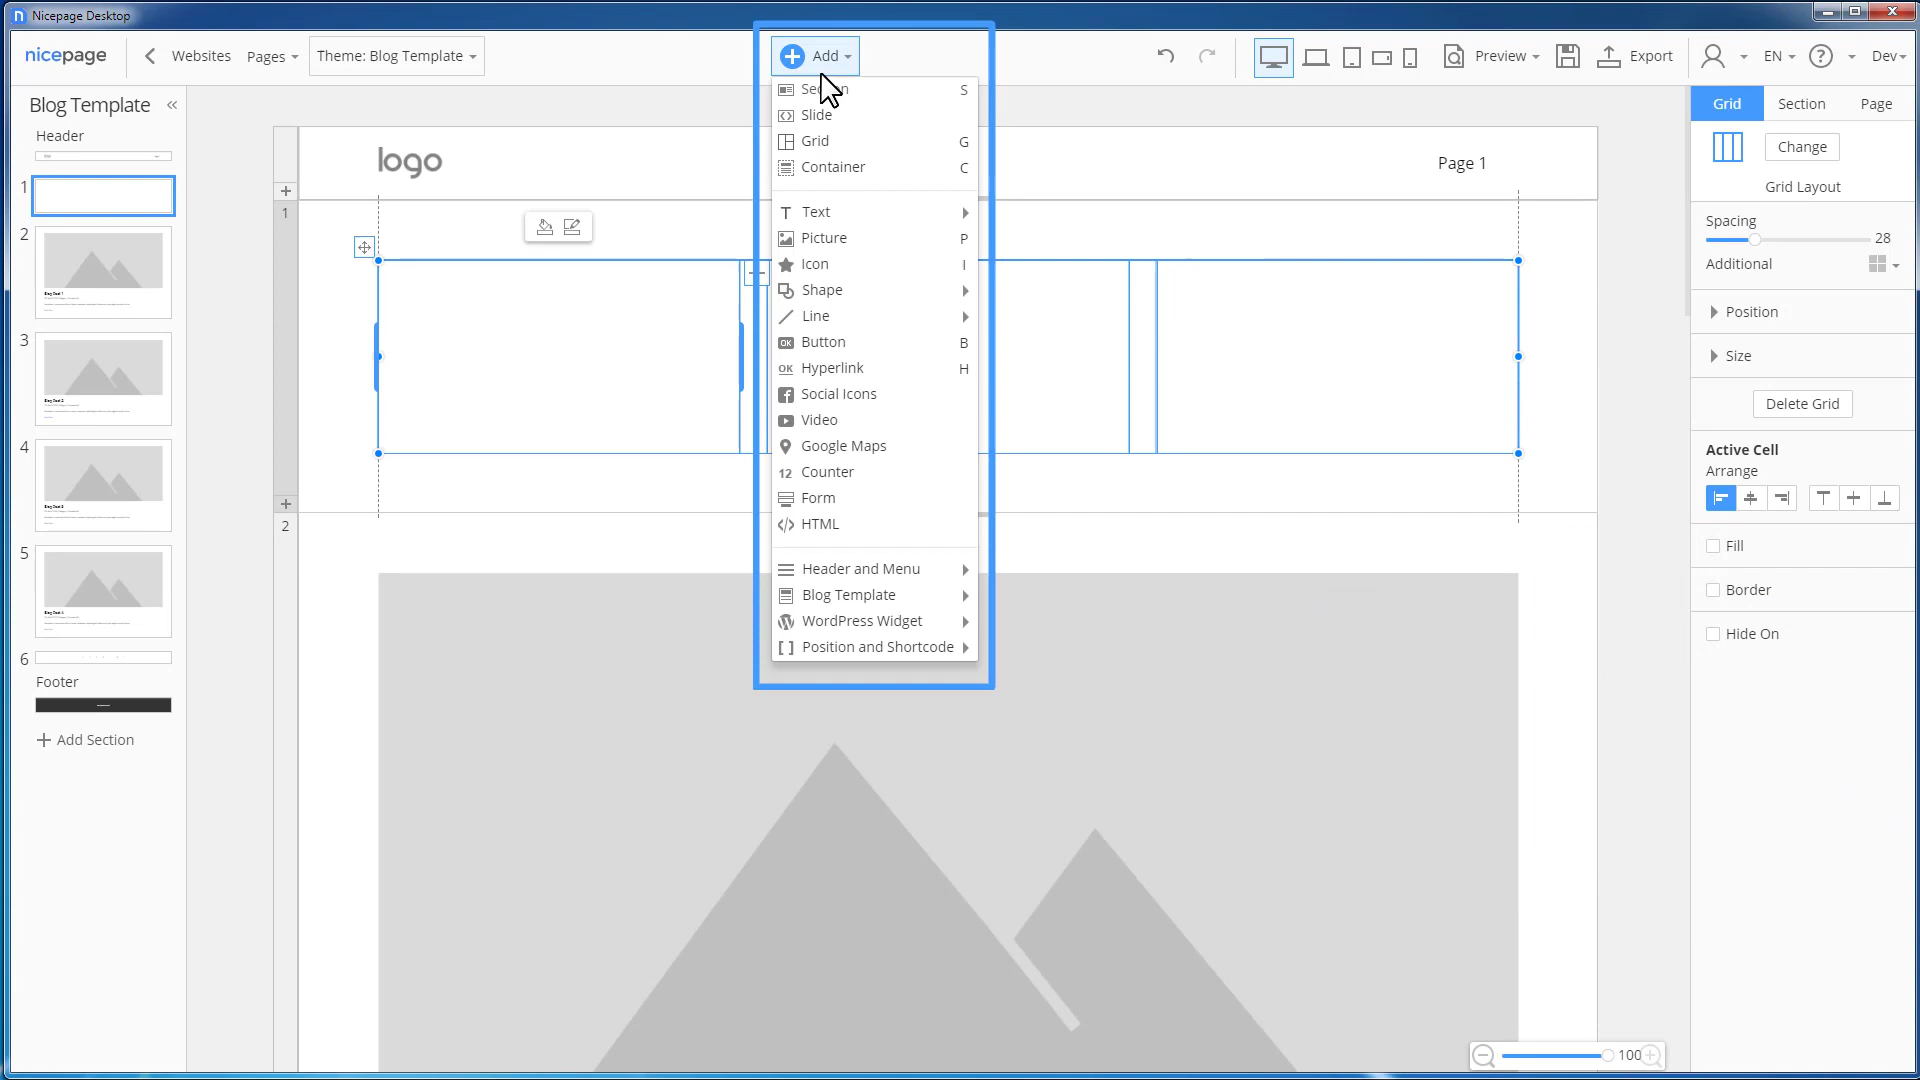 Nicepage Desktop
nicepage
Websites
Pages
Theme: Blog Template
Add
Preview
Export
EN
Dev
Blog Template
Header
1
2
3
4
5
6
Footer
Add Section
Section S
Slide
Grid G
Container C
Text
Picture P
Icon I
Shape
Line
Button B
OK Hyperlink H
Social Icons
Video
Google Maps
12 Counter
Form
HTML
Header and Menu
Blog Template
WordPress Widget
Position and Shortcode
logo
Page 1
1
2
Grid
Section
Page
Change
Grid Layout
Spacing
28
Additional
Position
Size
Delete Grid
Active Cell
Arrange
Fill
Border
Hide On
100